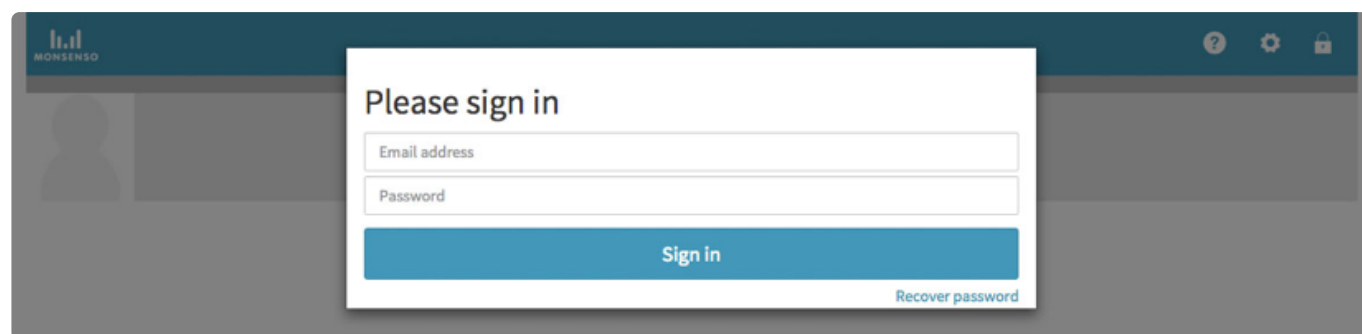 MONSENSO
Please sign in
Email address
Password
Sign in
Recover password